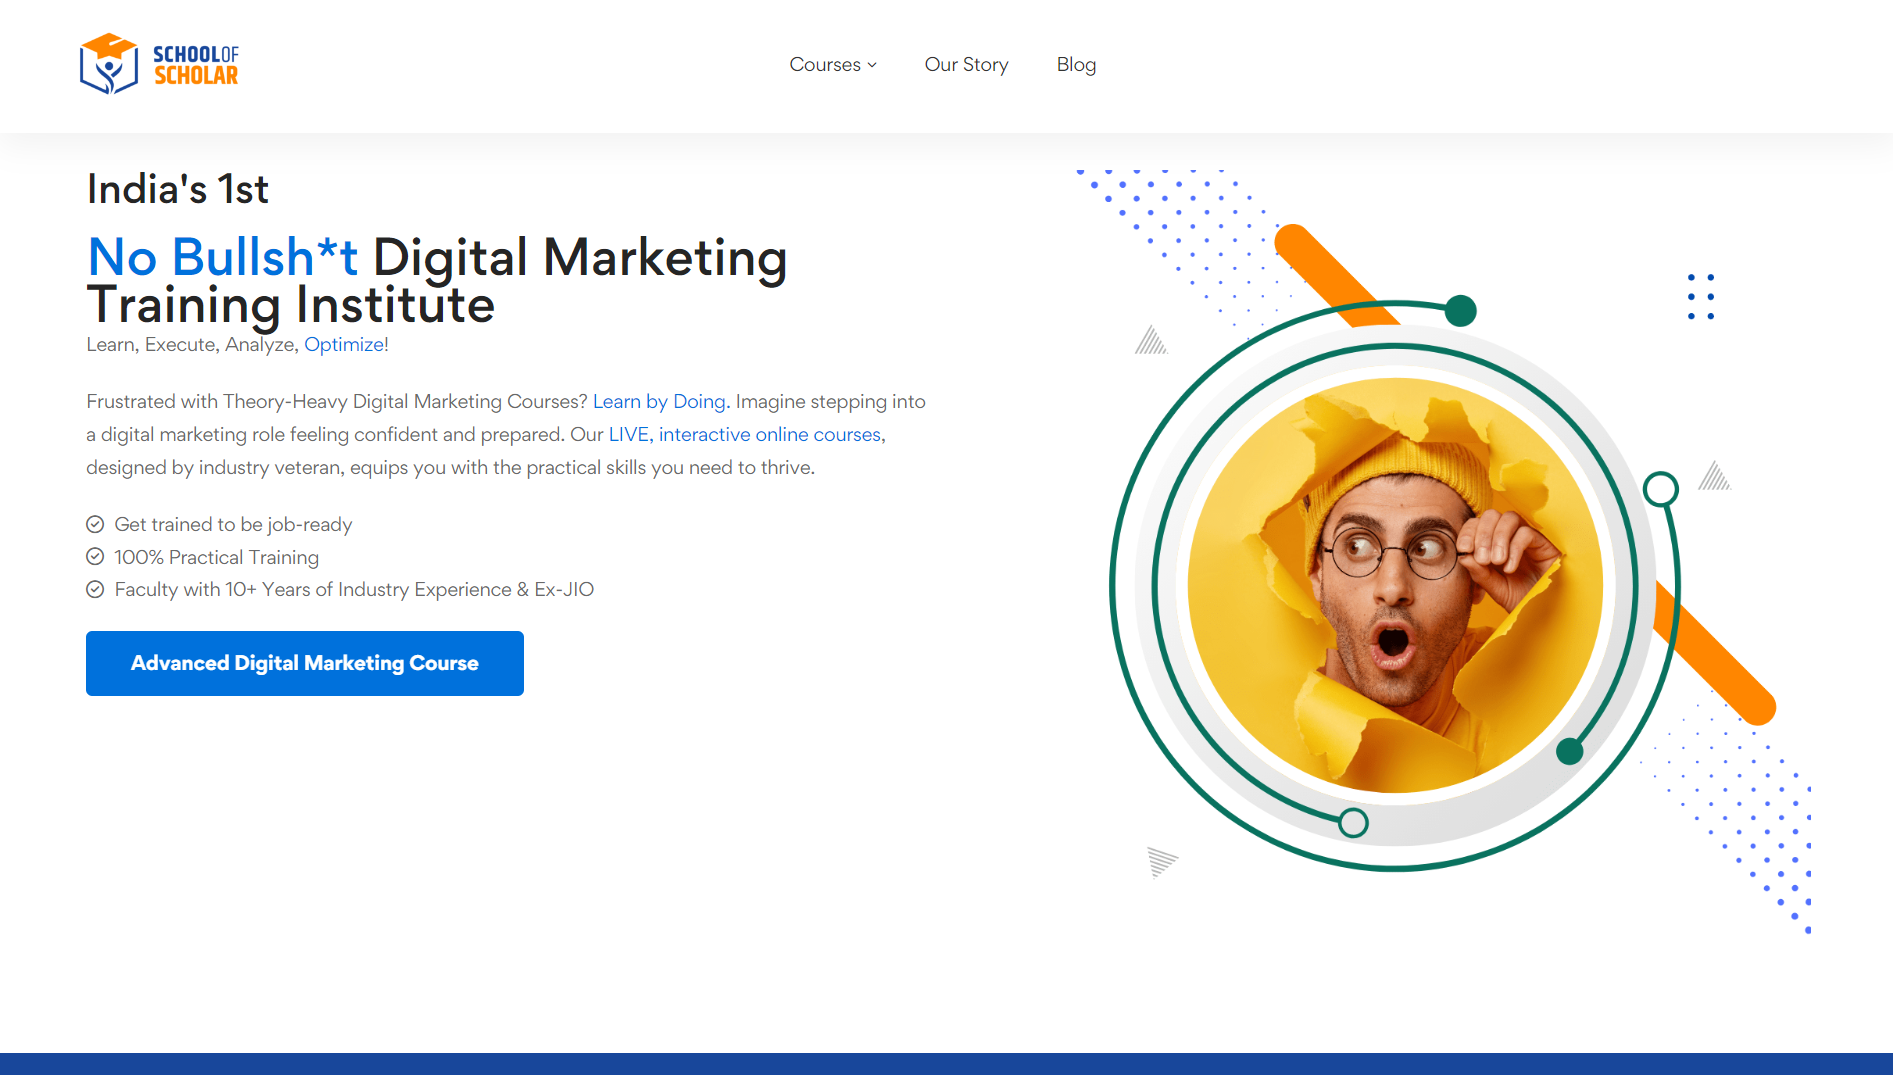 SCHOOLOF
SCHOLAR
Courses
Our Story
Blog
India's 1st
No Bullsh*t Digital Marketing
Training Institute
Learn, Execute, Analyze, Optimize!
Frustrated with Theory-Heavy Digital Marketing Courses? Learn by Doing. Imagine stepping into
a digital marketing role feeling confident and prepared. Our LIVE, interactive online courses,
designed by industry veteran, equips you with the practical skills you need to thrive.
Get trained to be job-ready
100% Practical Training
Faculty with 10+ Years of Industry Experience & Ex-JIO
Advanced Digital Marketing Course